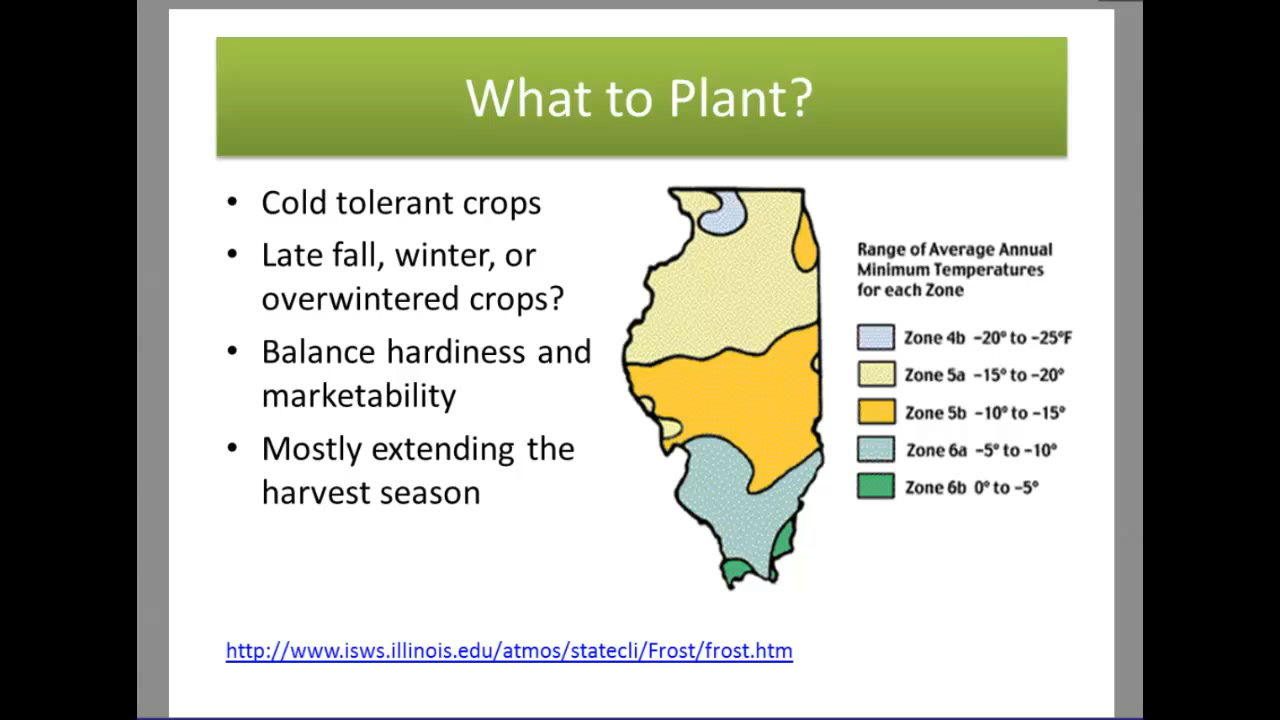 What to Plant?
• Cold tolerant crops
• Late fall, winter, or
overwintered crops?
• Balance hardiness and
marketability
• Mostly extending the
harvest season
Range of Average Annual
Minimum Temperatures
for each Zone
Zone 4b -20° to -25°F
Zone 5a -15° to -20°
Zone 5b -10° to -15°
Zone 6a -5° to -10°
Zone 6b 0° to -5°
http://www.isws.illinois.edu/atmos/statecli/Frost/frost.htm